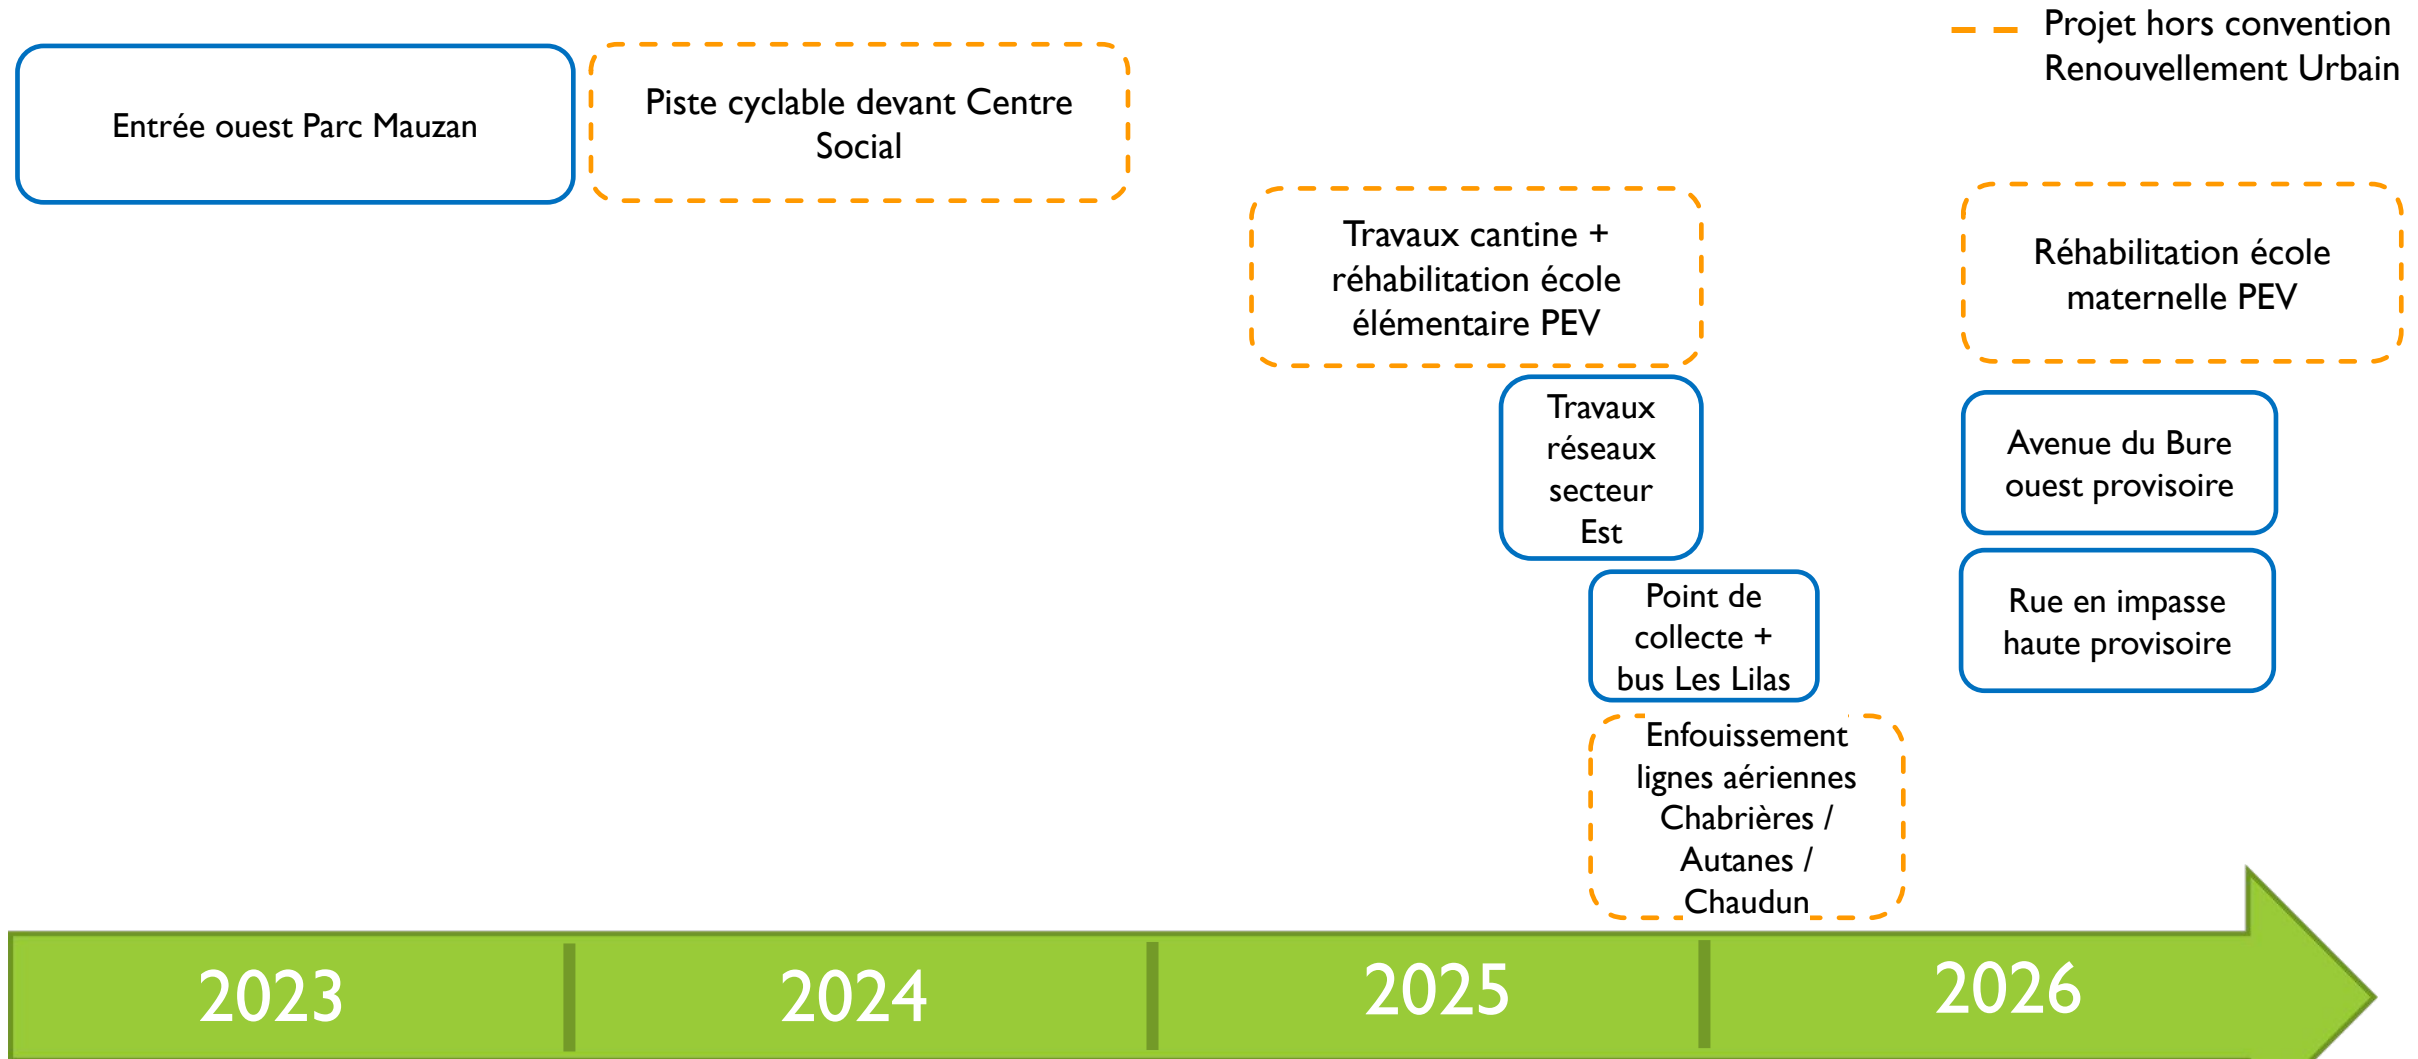 Projet hors convention
Renouvellement Urbain
Entrée ouest Parc Mauzan
Piste cyclable devant Centre
Social
Travaux cantine +
réhabilitation école
élémentaire PEV
Réhabilitation école
maternelle PEV
Travaux
réseaux
secteur
Est
Avenue du Bure
ouest provisoire
Point de
collecte +
bus Les Lilas
Rue en impasse
haute provisoire
Enfouissement
lignes aériennes
Chabrières /
Autanes /
Chaudun
2023
2024
2025
2026